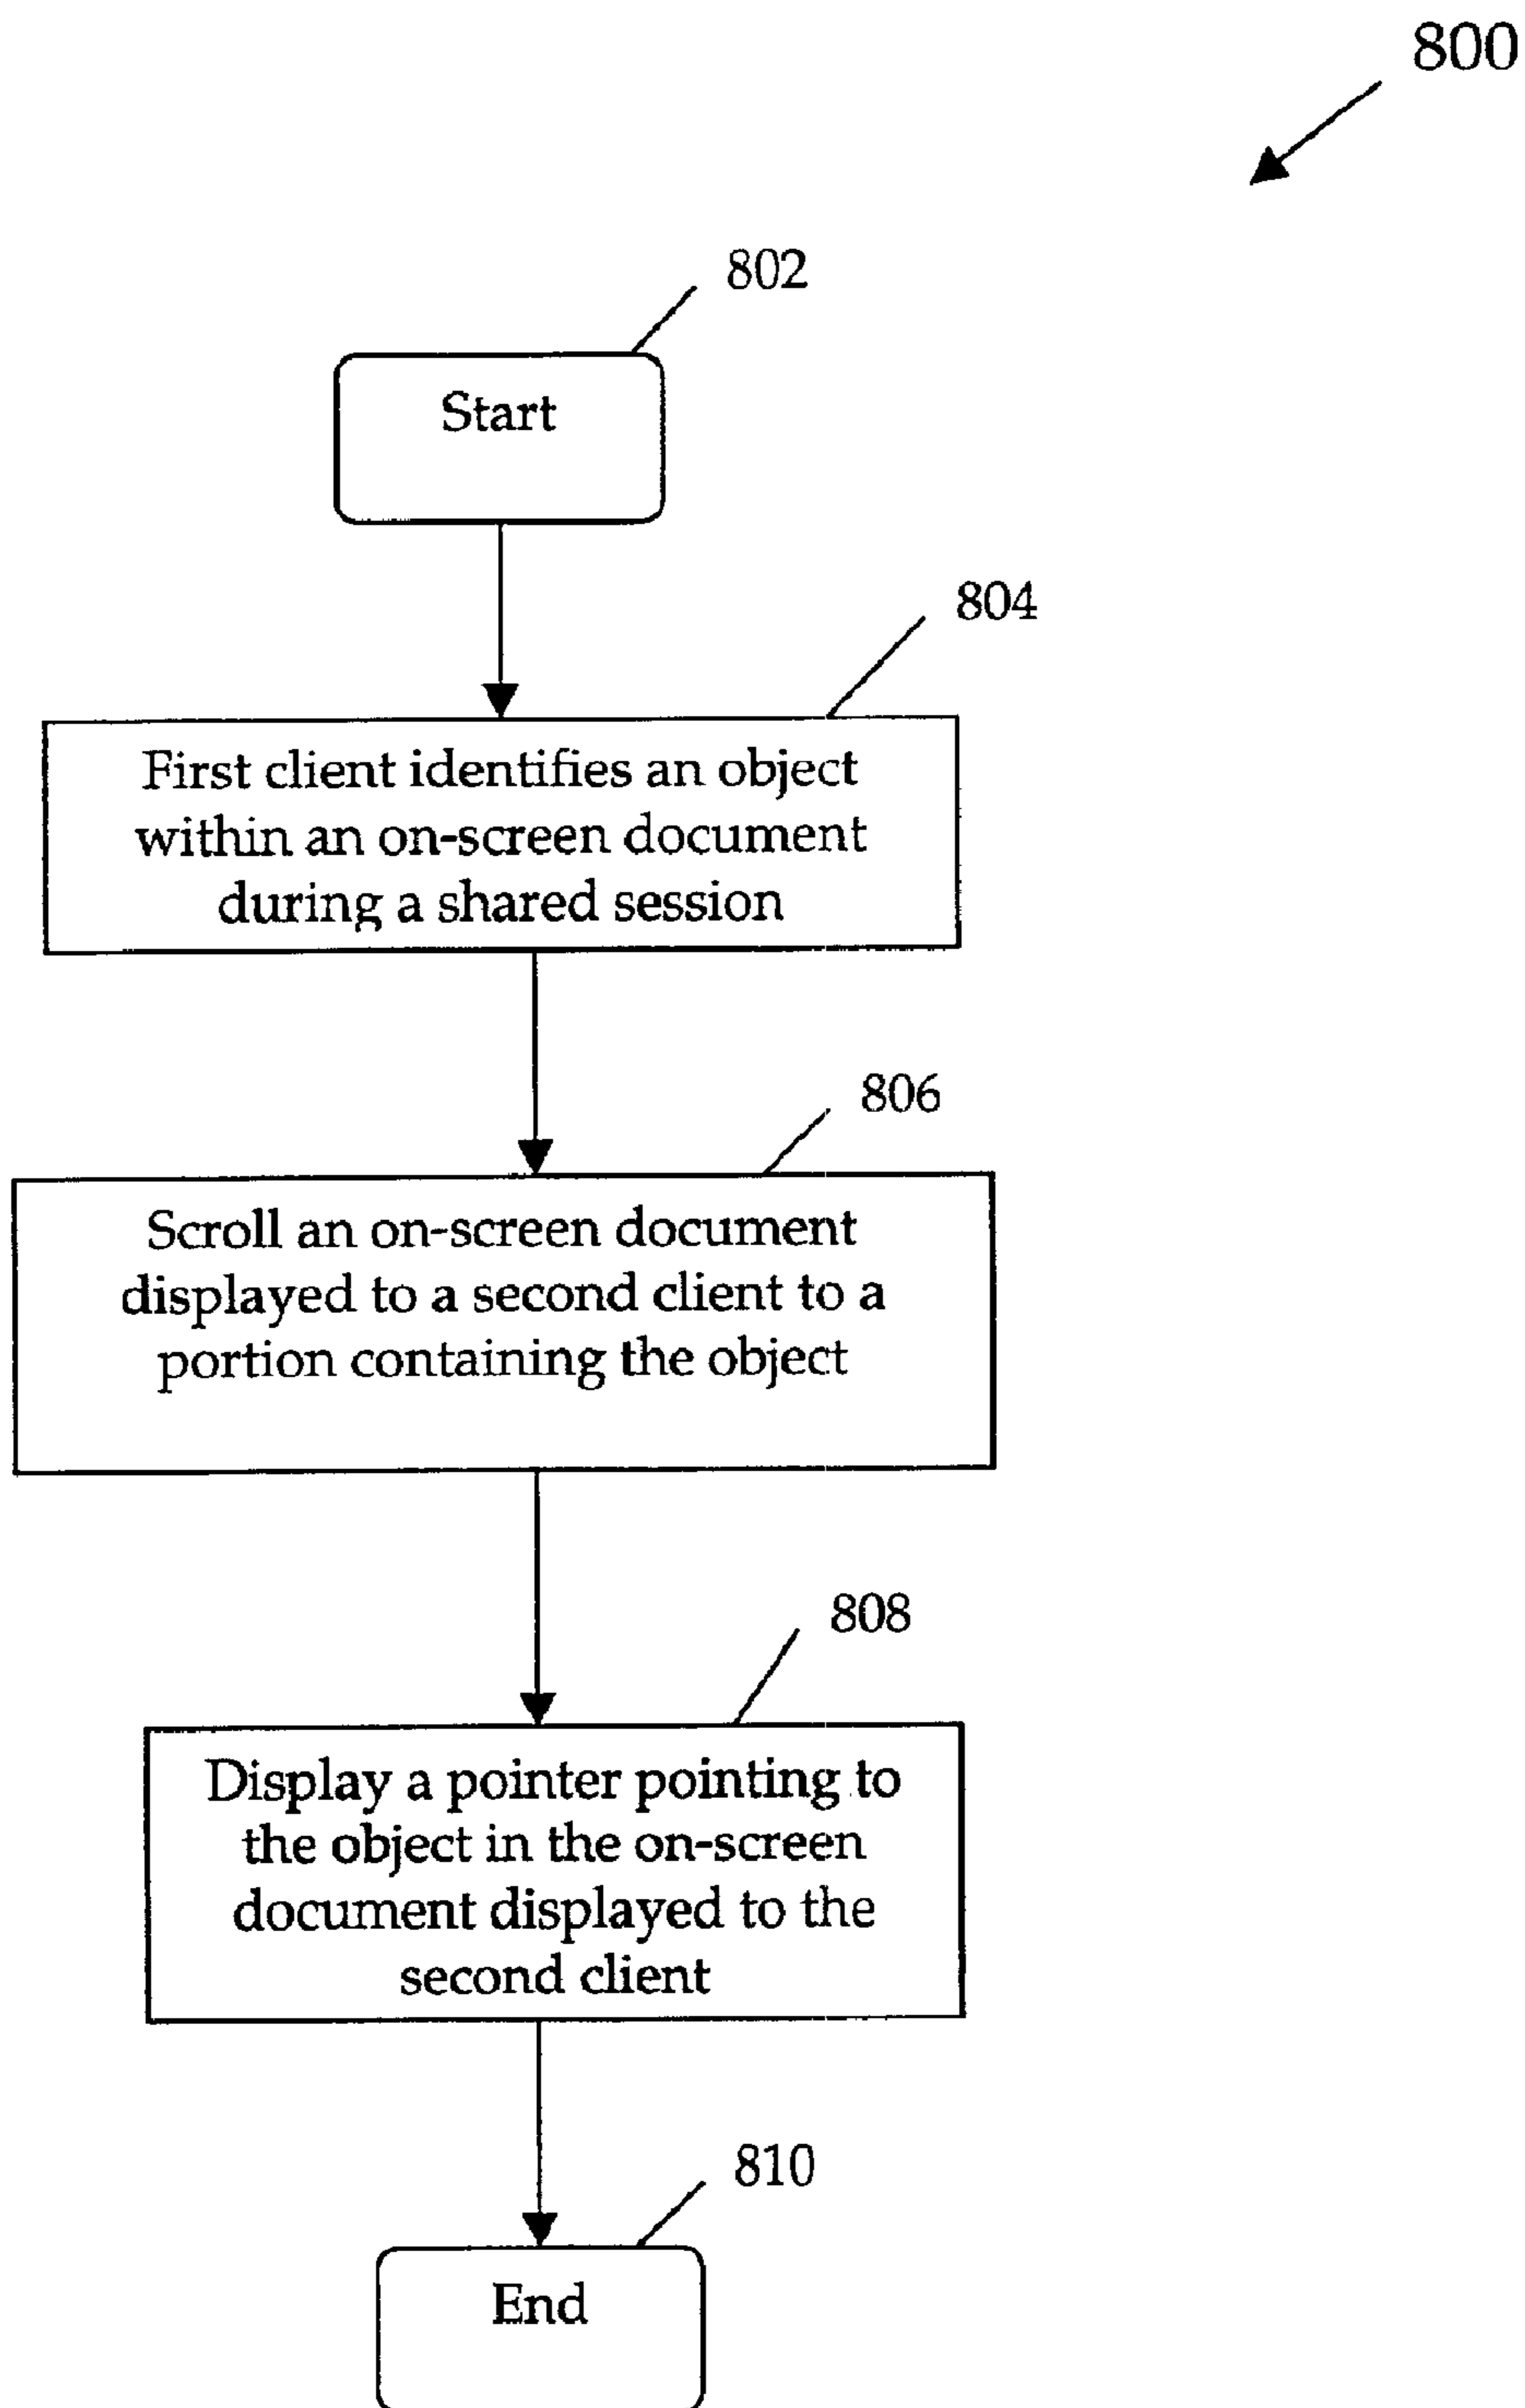 800
802
Start
804
First client identifies an object
within an on-screen document
during a shared session
806
Scroll an on-screen document
displayed to a second client to a
portion containing the object
808
Display a pointer pointing to
the object in the on-screen
document displayed to the
second client
810
End